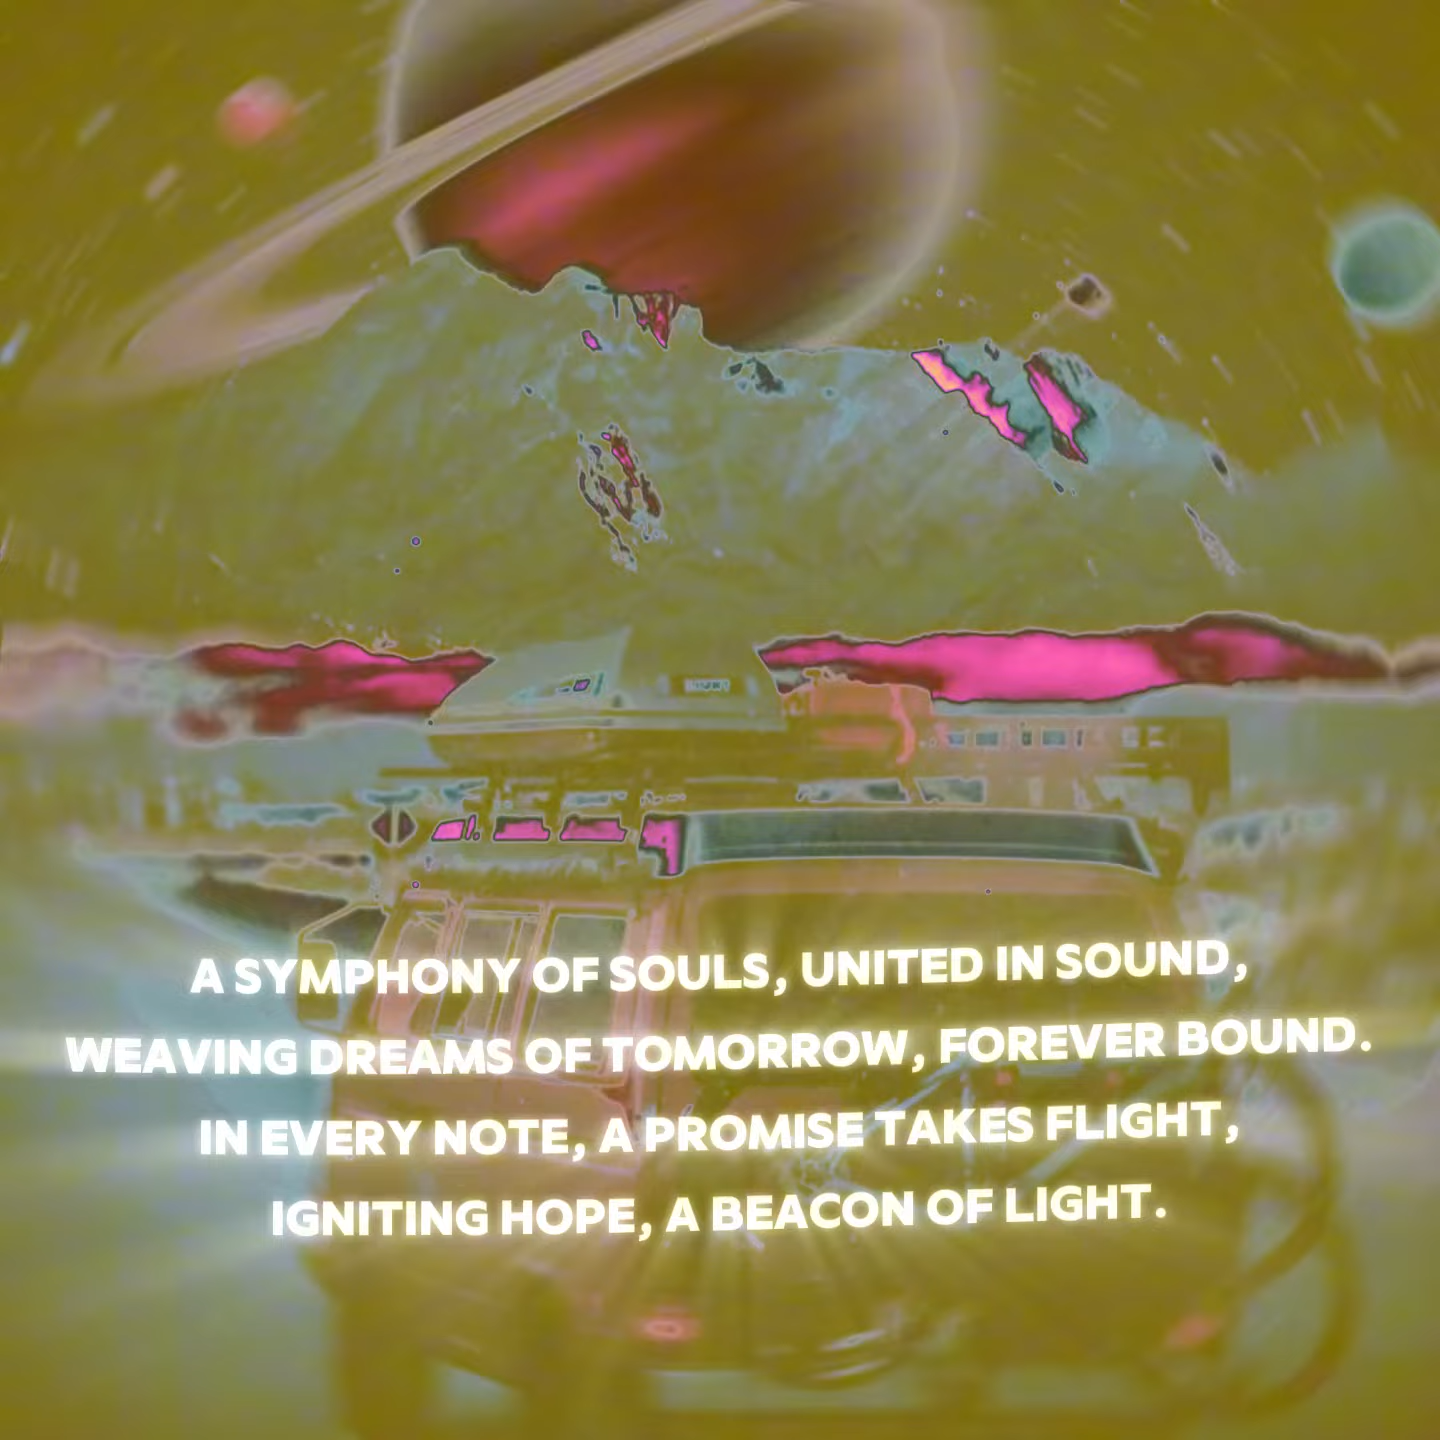 A SYMPHONY OF SOULS, UNITED IN SOUND,
WEAVING DREAMS OF TOMORROW, FOREVER BOUND.
IN EVERY NOTE, A PROMISE TAKES FLIGHT,
IGNITING HOPE, A BEACON OF LIGHT.